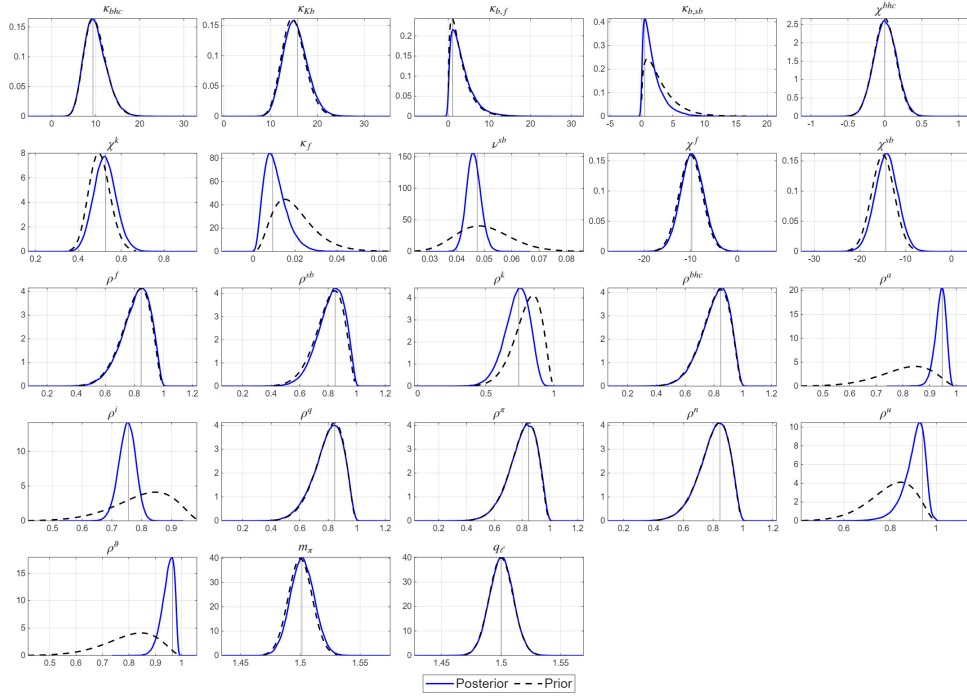 κ_bhc κ_Kb κ_b,f κ_b,sb χ^bhc
0.15 0.15 0.2 0.4 2.5
0.1 0.1 0.3 2
0.05 0.05 0.1 0.2 1.5
0.1 1
0.5
0 0 0 0 0
0 10 20 30 0 10 20 30 0 10 20 30 -5 0 5 10 15 20 -1 -0.5 0 0.5 1
χ^k κ_f ν^sb χ^f χ^sb
8 80 150 0.15 0.15
6 60 100 0.1 0.1
4 40
2 20 50 0.05 0.05
0 0 0 0 0
0.2 0.4 0.6 0.8 0 0.02 0.04 0.06 0.03 0.04 0.05 0.06 0.07 0.08 -20 -10 0 -30 -20 -10 0
ρ^f ρ^sb ρ^k ρ^bhc ρ^a
4 4 4 4 20
3 3 3 3 15
2 2 2 2 10
1 1 1 1 5
0 0 0 0 0
0.2 0.4 0.6 0.8 1 1.2 0.2 0.4 0.6 0.8 1 1.2 0 0.5 1 0.2 0.4 0.6 0.8 1 1.2 0.5 0.6 0.7 0.8 0.9 1
ρ^i ρ^q ρ^π ρ^n ρ^u
10 4 4 4 10
3 3 3 8
5 2 2 2 6
1 1 1 4
2
0 0 0 0 0
0.5 0.6 0.7 0.8 0.9 0.2 0.4 0.6 0.8 1 1.2 0.2 0.4 0.6 0.8 1 1.2 0.2 0.4 0.6 0.8 1 1.2 0.6 0.8 1
m_π q_ℓ
15 40 40
10 30 30
20 20
5 10 10
0 0 0
0.5 0.6 0.7 0.8 0.9 1 1.45 1.5 1.55 1.45 1.5 1.55
Posterior Prior